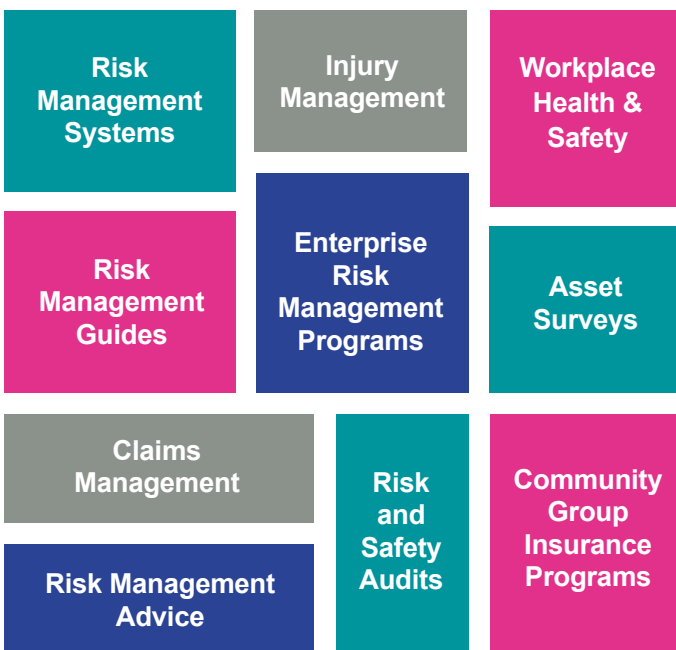 Risk
Management
Systems
Injury
Management
Workplace
Health &
Safety
Risk
Management
Guides
Enterprise
Risk
Management
Programs
Asset
Surveys
Claims
Management
Risk Management
Advice
Risk
and
Safety
Audits
Community
Group
Insurance
Programs